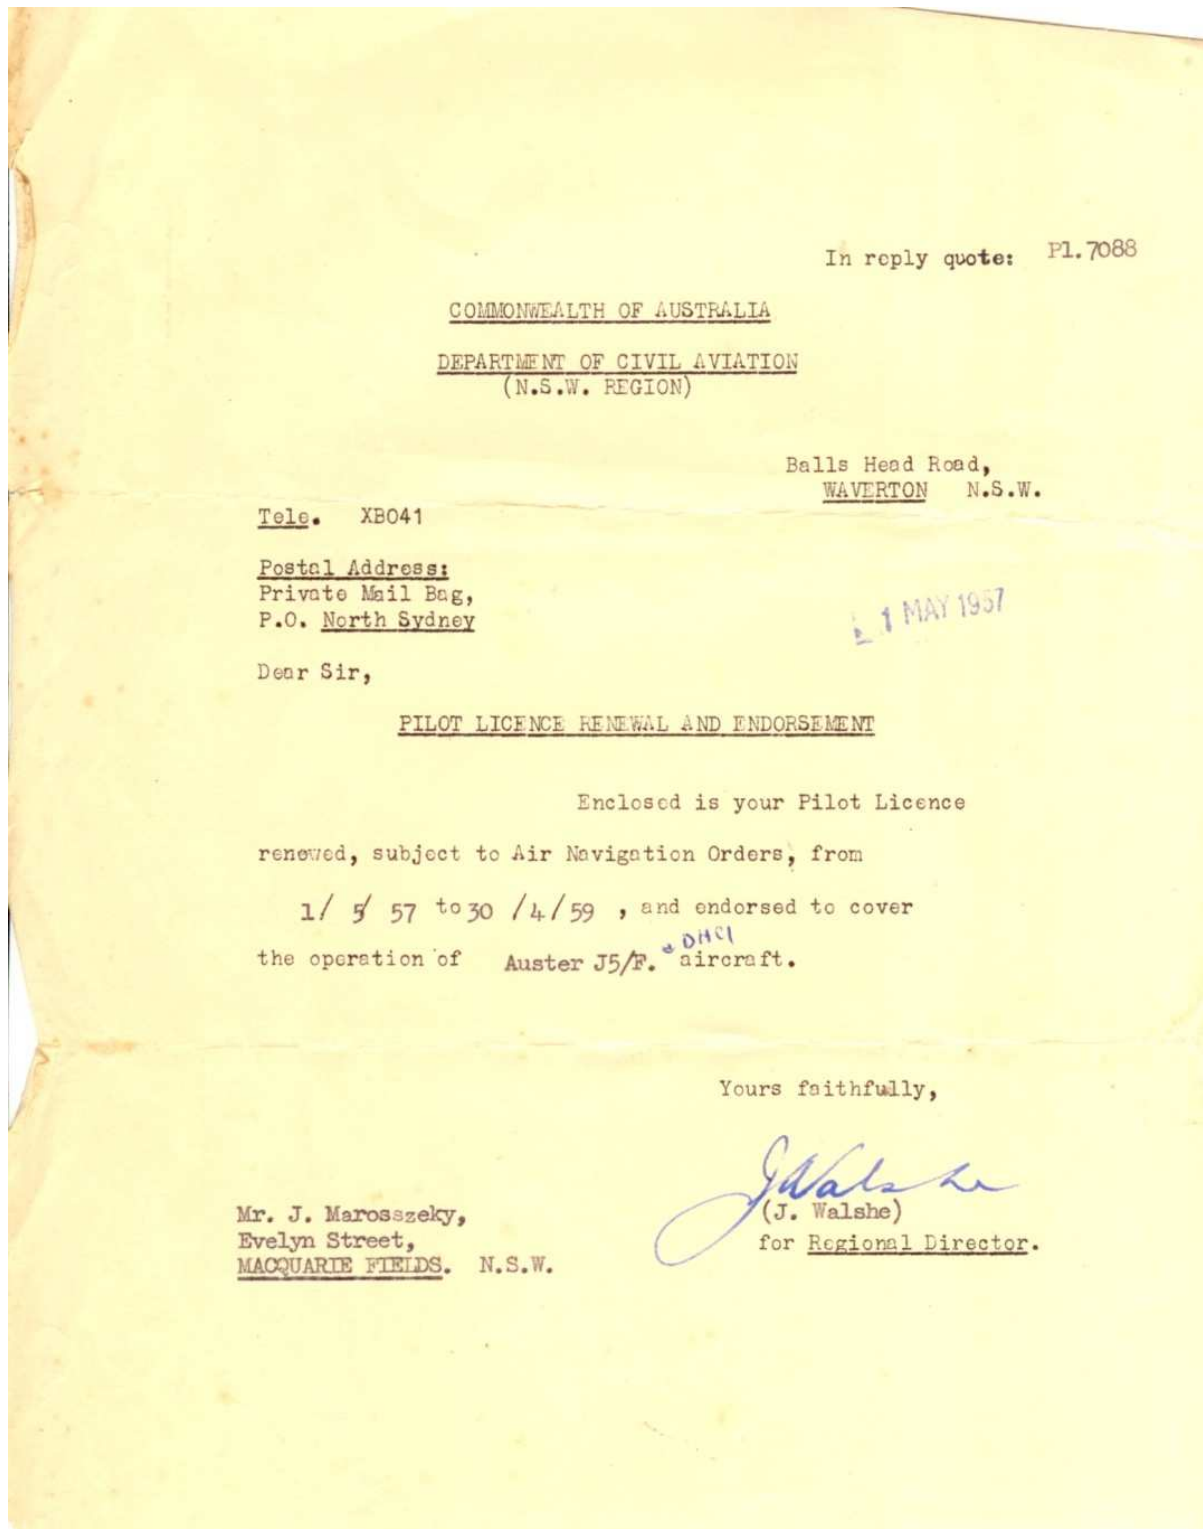 In reply quote: Pl.7088
COMMONWEALTH OF AUSTRALIA
DEPARTMENT OF CIVIL AVIATION
(N.S.W. REGION)
Balls Head Road,
WAVERTON N.S.W.
Tele. XB041
Postal Address:
Private Mail Bag,
P.O. North Sydney
1 MAY 1957
Dear Sir,
PILOT LICENCE RENEWAL AND ENDORSEMENT
Enclosed is your Pilot Licence
renewed, subject to Air Navigation Orders, from
1/ 5/ 57 to 30 /4/59 , and endorsed to cover
DHC1
the operation of Auster J5/F. aircraft.
Yours faithfully,
J Walshe
(J. Walshe)
for Regional Director.
Mr. J. Marosszeky,
Evelyn Street,
MACQUARIE FIELDS. N.S.W.